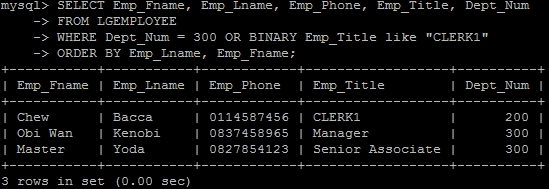 mysql> SELECT Emp_Fname, Emp_Lname, Emp_Phone, Emp_Title, Dept_Num
    -> FROM LGEMPLOYEE
    -> WHERE Dept_Num = 300 OR BINARY Emp_Title like "CLERK1"
    -> ORDER BY Emp_Lname, Emp_Fname;
+-----------+-----------+------------+------------------+----------+
| Emp_Fname | Emp_Lname | Emp_Phone  | Emp_Title        | Dept_Num |
+-----------+-----------+------------+------------------+----------+
| Chew      | Bacca     | 0114587456 | CLERK1           |      200 |
| Obi Wan   | Kenobi    | 0837458965 | Manager          |      300 |
| Master    | Yoda      | 0827854123 | Senior Associate |      300 |
+-----------+-----------+------------+------------------+----------+
3 rows in set (0.00 sec)